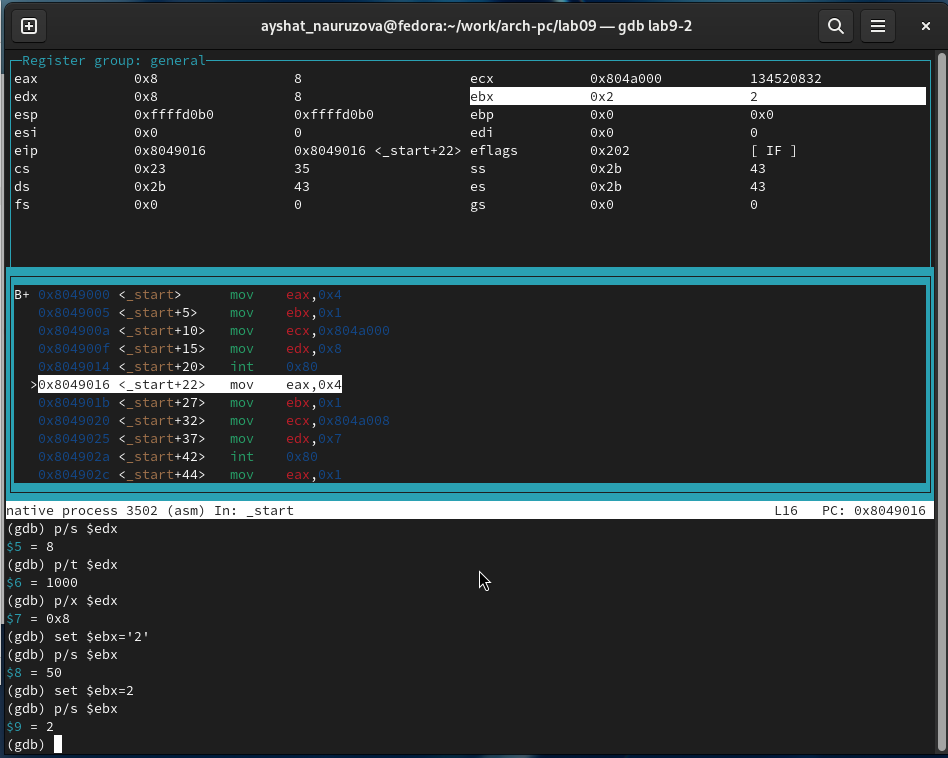 ayshat_nauruzova@fedora:~/work/arch-pc/lab09 — gdb lab9-2
Register group: general
eax 0x8 8 ecx 0x804a000 134520832
edx 0x8 8 ebx 0x2 2
esp 0xffffd0b0 0xffffd0b0 ebp 0x0 0x0
esi 0x0 0 edi 0x0 0
eip 0x8049016 0x8049016 <_start+22> eflags 0x202 [ IF ]
cs 0x23 35 ss 0x2b 43
ds 0x2b 43 es 0x2b 43
fs 0x0 0 gs 0x0 0
B+ 0x8049000 <_start> mov eax,0x4
0x8049005 <_start+5> mov ebx,0x1
0x804900a <_start+10> mov ecx,0x804a000
0x804900f <_start+15> mov edx,0x8
0x8049014 <_start+20> int 0x80
>0x8049016 <_start+22> mov eax,0x4
0x804901b <_start+27> mov ebx,0x1
0x8049020 <_start+32> mov ecx,0x804a008
0x8049025 <_start+37> mov edx,0x7
0x804902a <_start+42> int 0x80
0x804902c <_start+44> mov eax,0x1
native process 3502 (asm) In: _start L16 PC: 0x8049016
(gdb) p/s $edx
$5 = 8
(gdb) p/t $edx
$6 = 1000
(gdb) p/x $edx
$7 = 0x8
(gdb) set $ebx='2'
(gdb) p/s $ebx
$8 = 50
(gdb) set $ebx=2
(gdb) p/s $ebx
$9 = 2
(gdb)